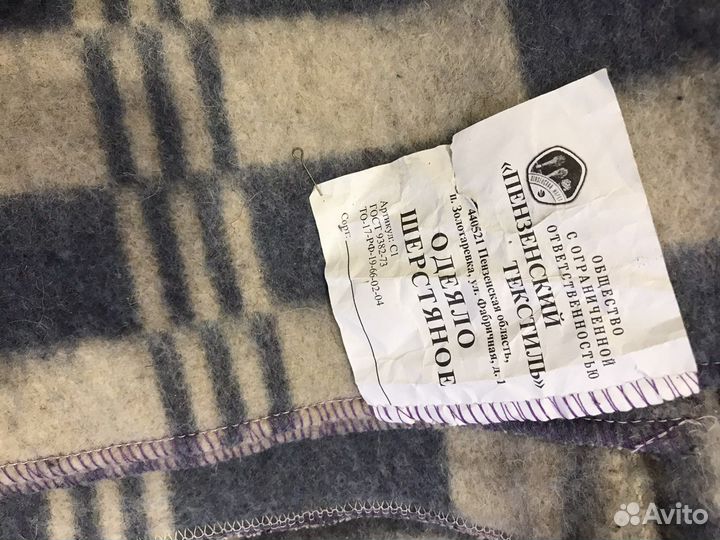 ОБЩЕСТВО
С ОГРАНИЧЕННОЙ
ОТВЕТСТВЕННОСТЬЮ
«ПЕНЗЕНСКИЙ
ТЕКСТИЛЬ»
440521 Пензенская область,
п. Золотаревка, ул. Фабричная, д. 1
ОДЕЯЛО
ШЕРСТЯНОЕ
Артикул: С1
ГОСТ 9382-73
ТО-17-РФ-19-66-02-04
Сорт:
Avito